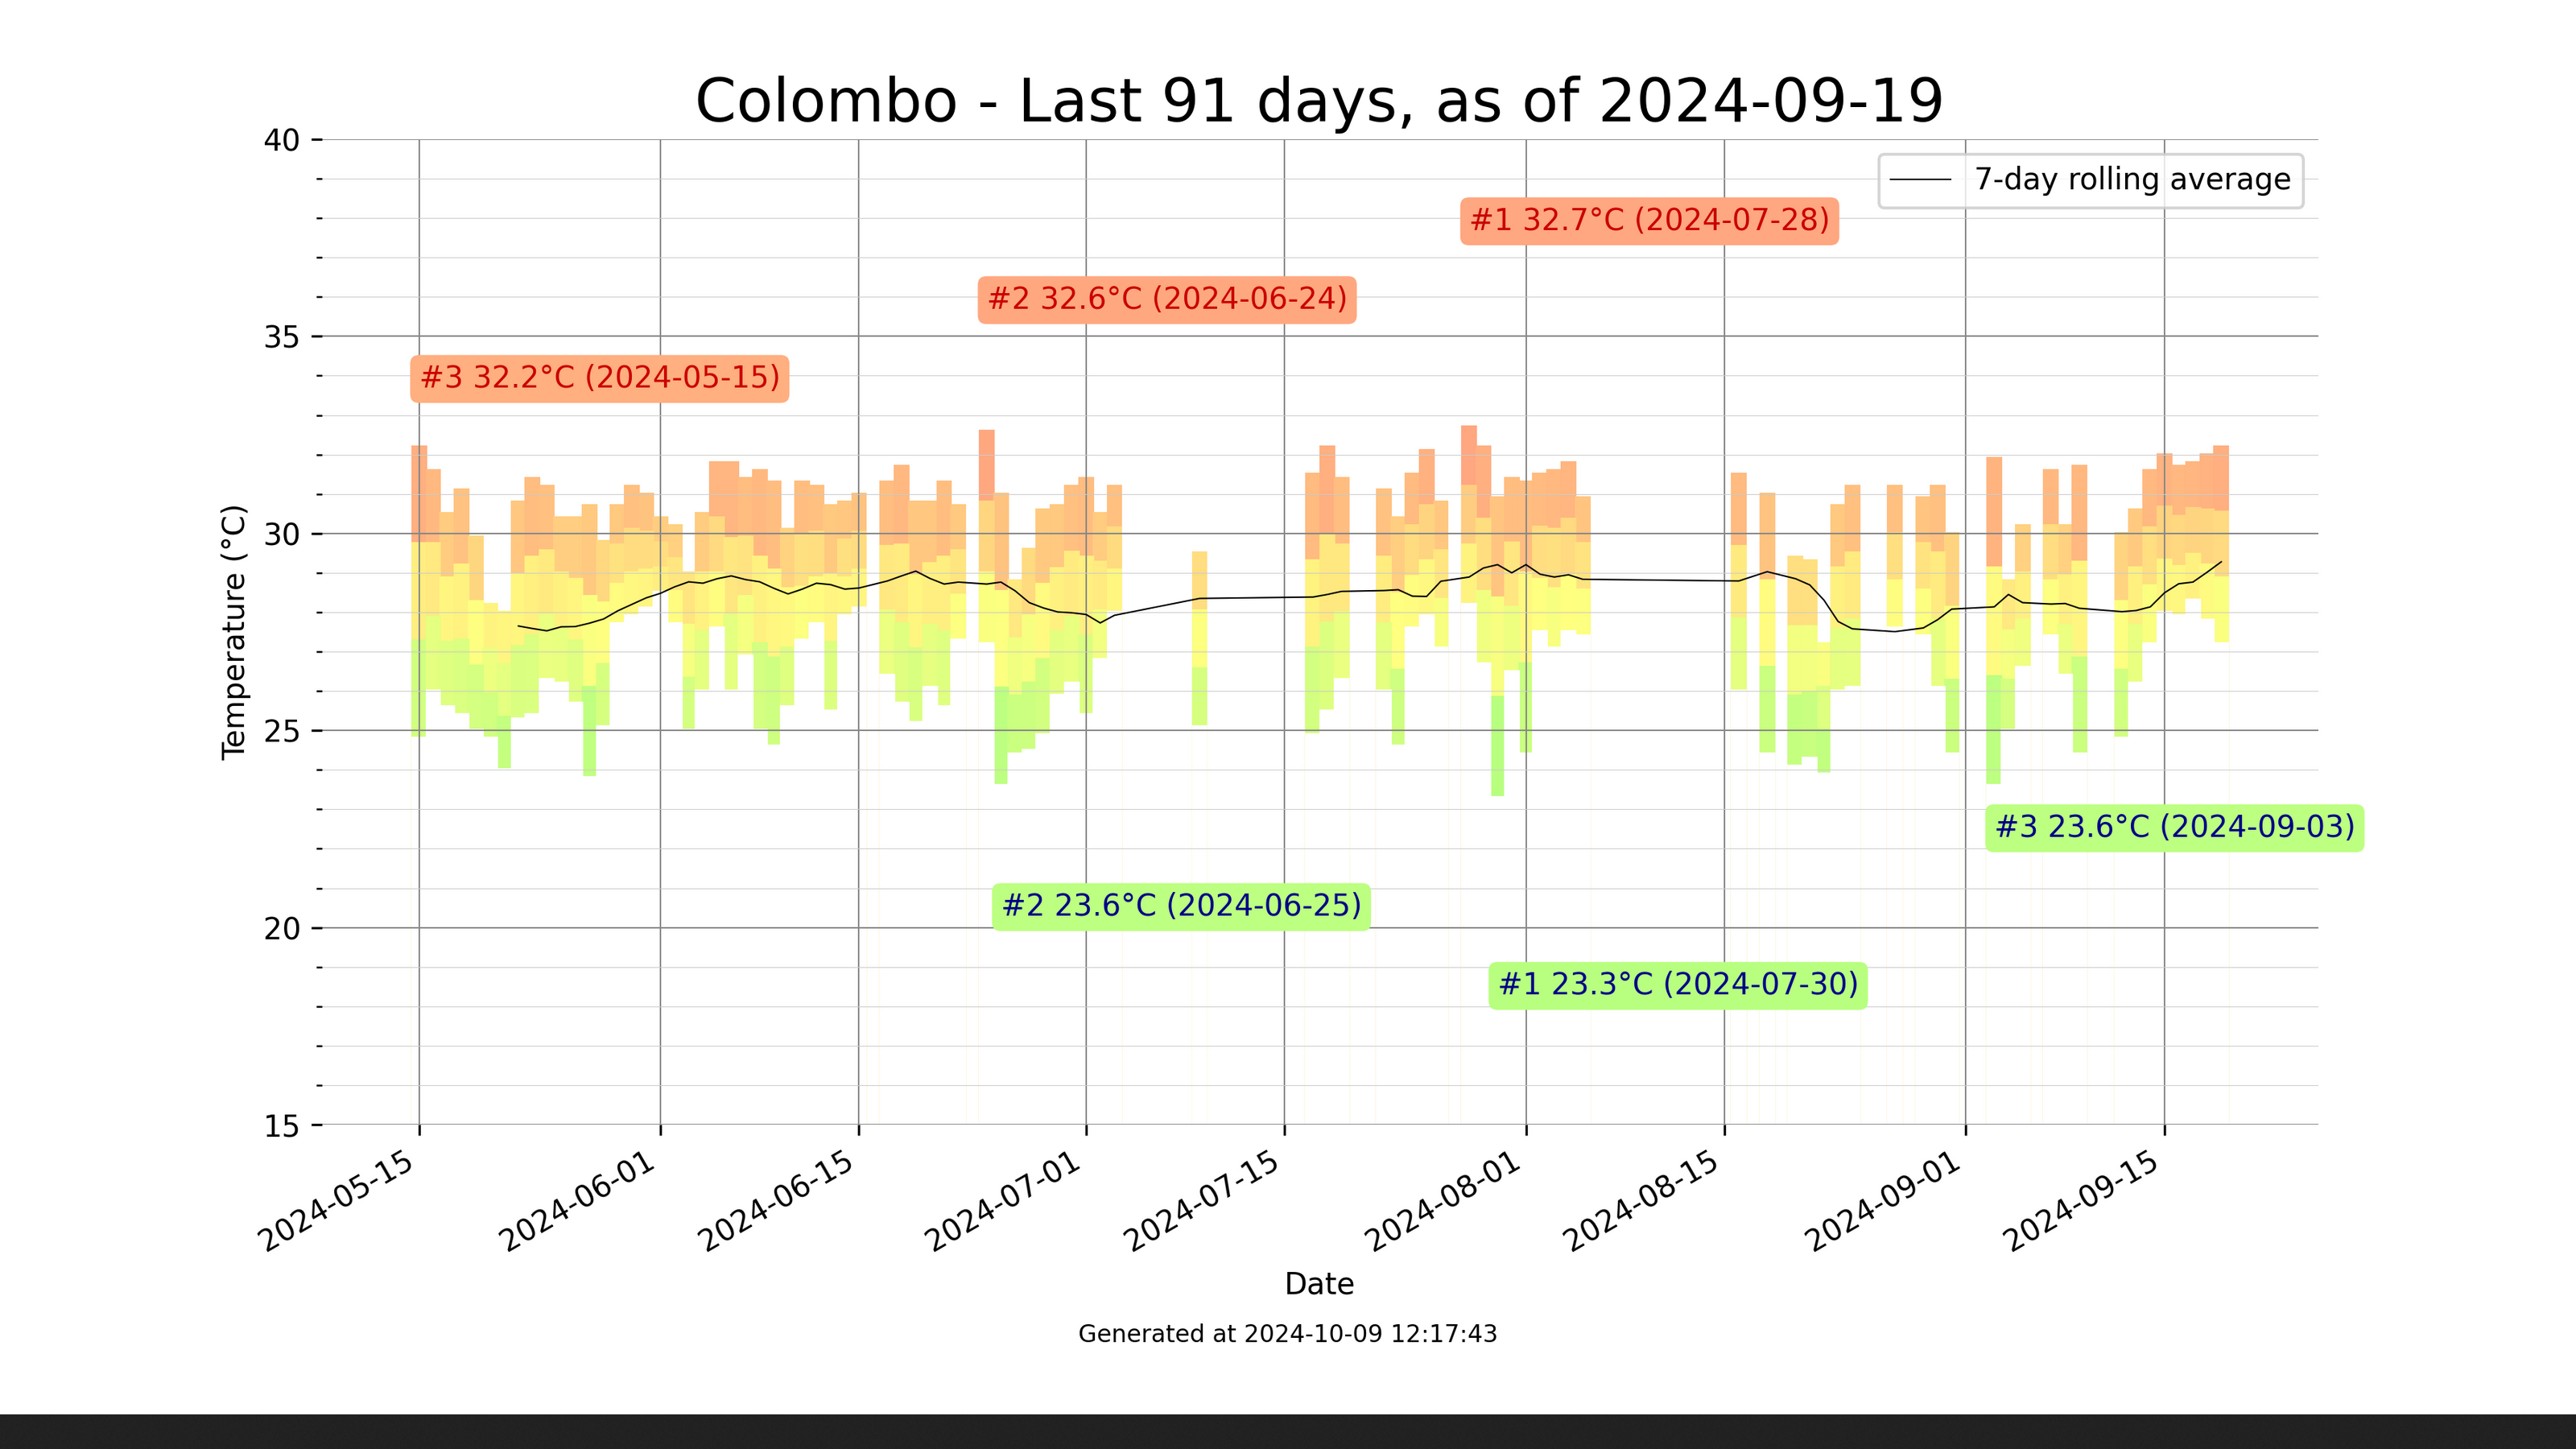 Colombo - Last 91 days, as of 2024-09-19
7-day rolling average
#1 32.7°C (2024-07-28)
#2 32.6°C (2024-06-24)
#3 32.2°C (2024-05-15)
#3 23.6°C (2024-09-03)
#2 23.6°C (2024-06-25)
#1 23.3°C (2024-07-30)
Temperature (°C)
40
35
30
25
20
15
2024-05-15
2024-06-01
2024-06-15
2024-07-01
2024-07-15
2024-08-01
2024-08-15
2024-09-01
2024-09-15
Date
Generated at 2024-10-09 12:17:43